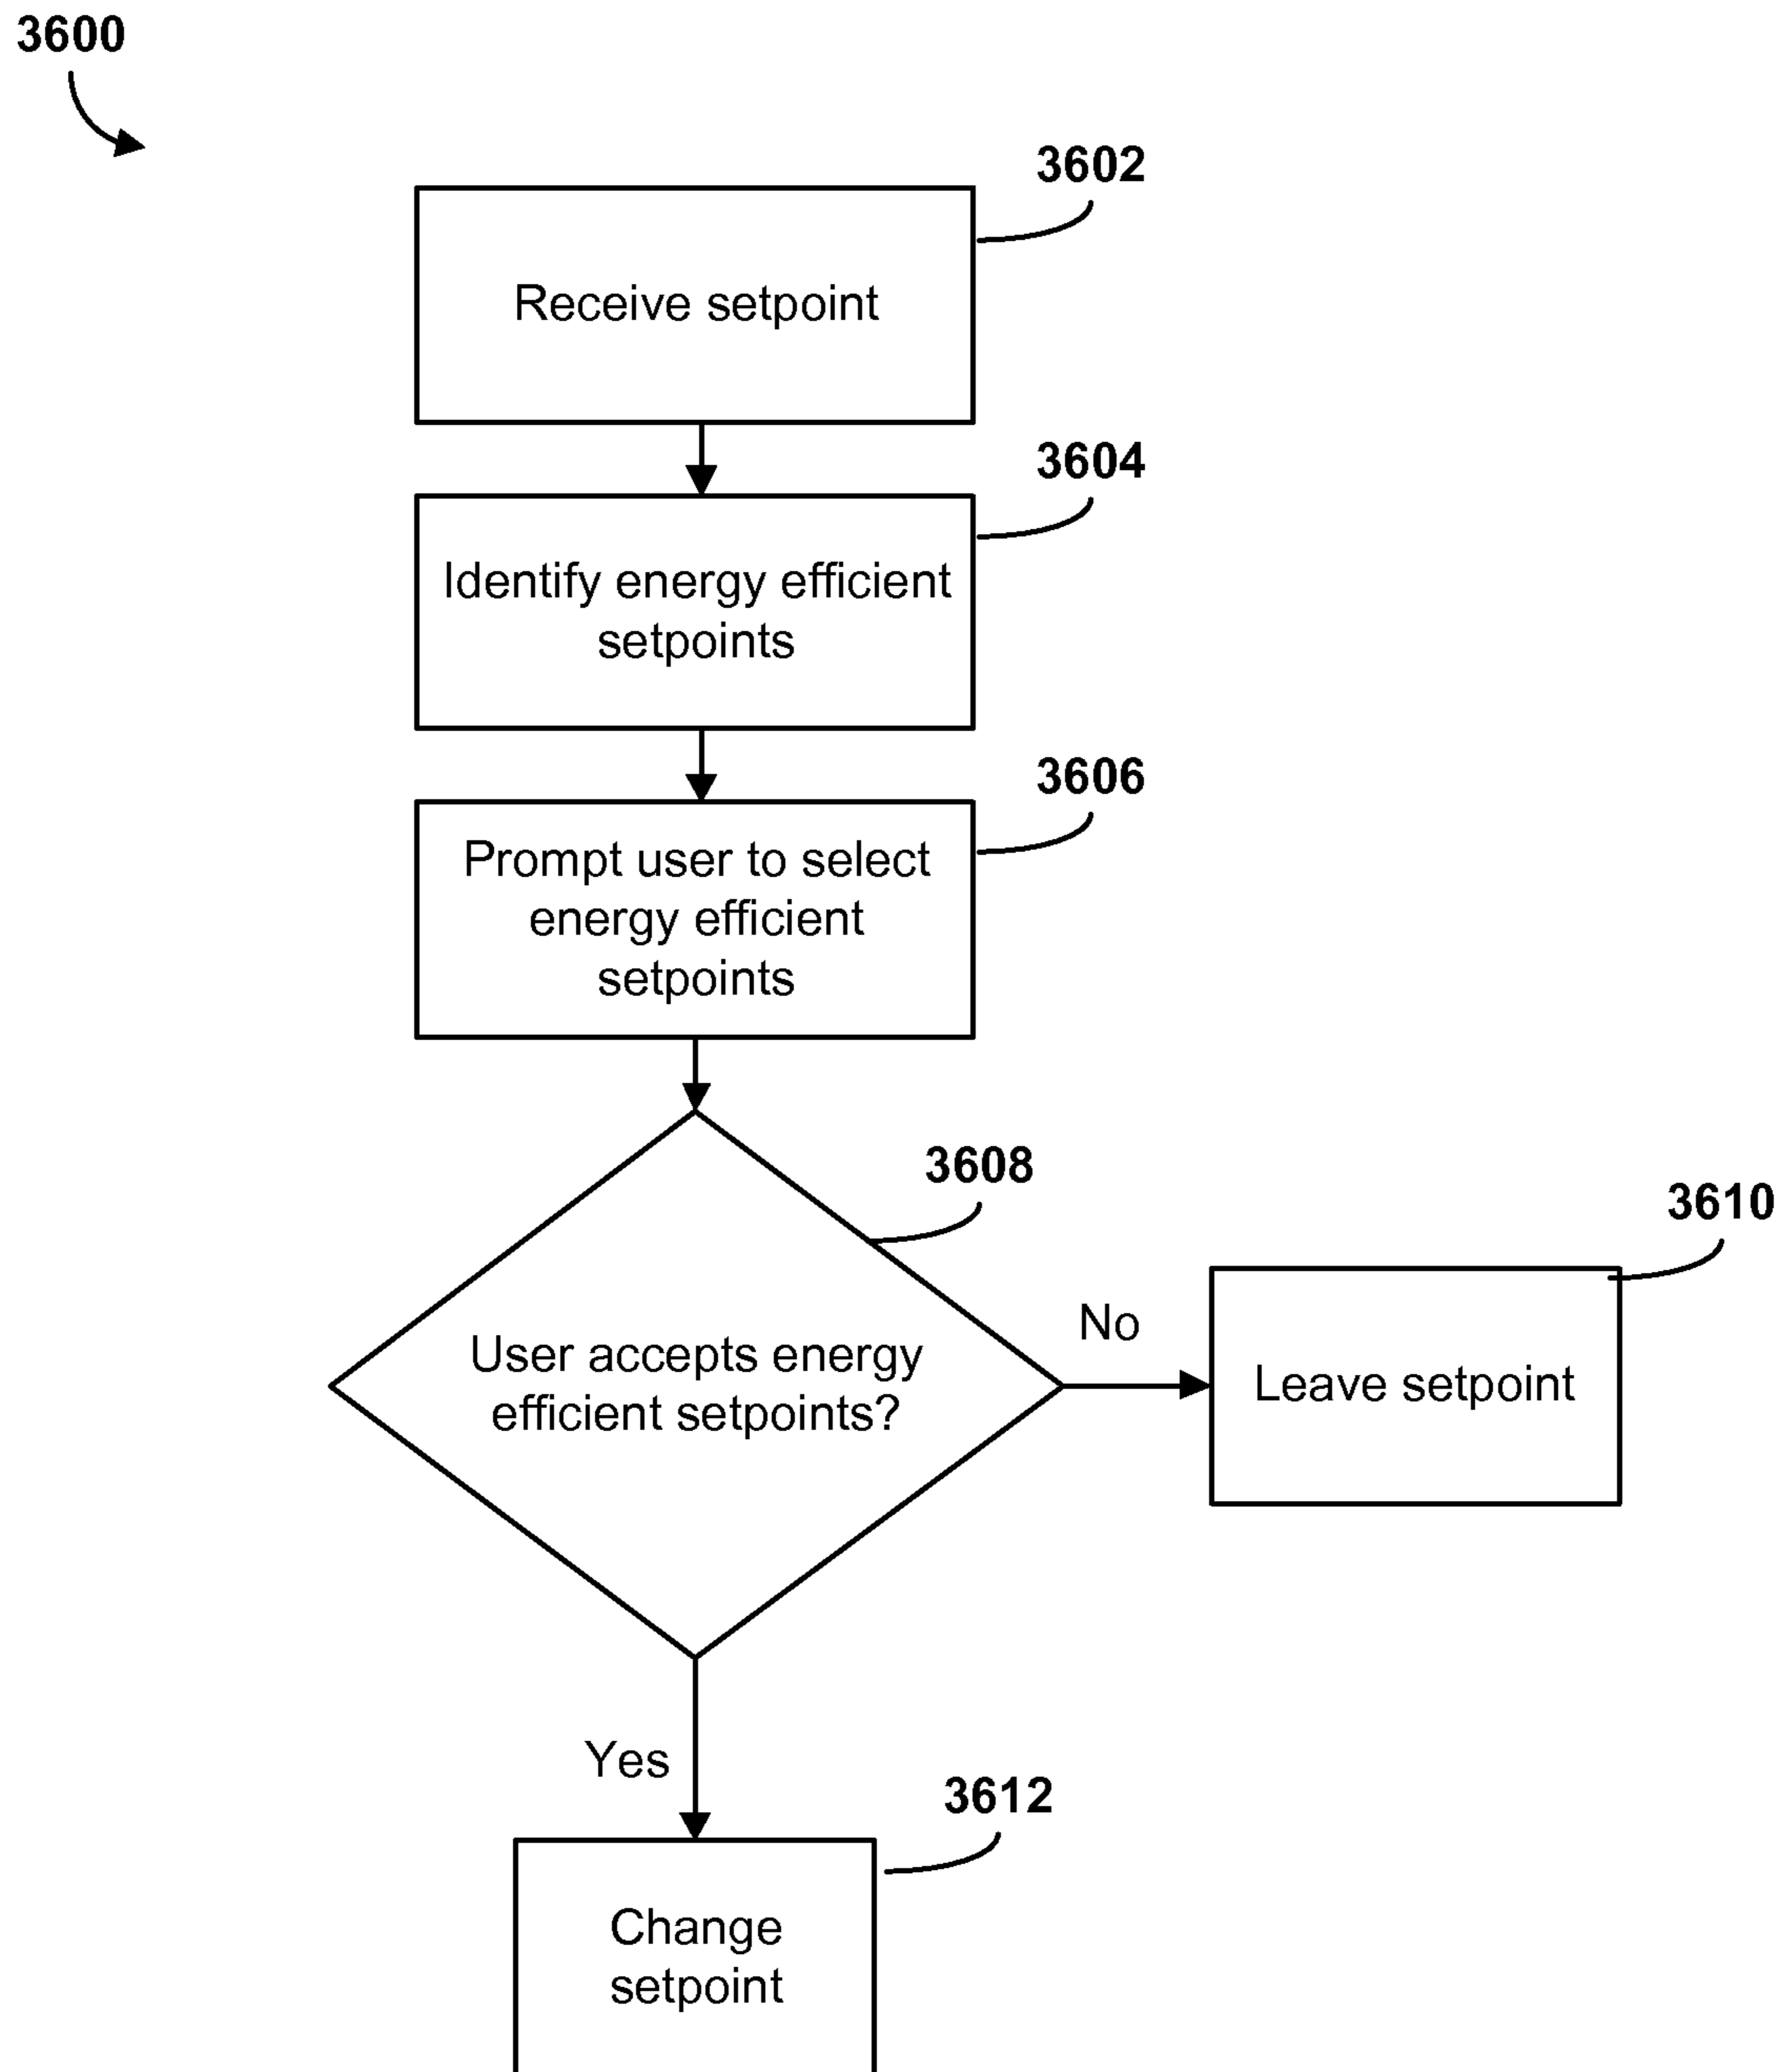 3600
3602
Receive setpoint
3604
Identify energy efficient
setpoints
3606
Prompt user to select
energy efficient
setpoints
3608
User accepts energy
efficient setpoints?
No
3610
Leave setpoint
Yes
3612
Change
setpoint